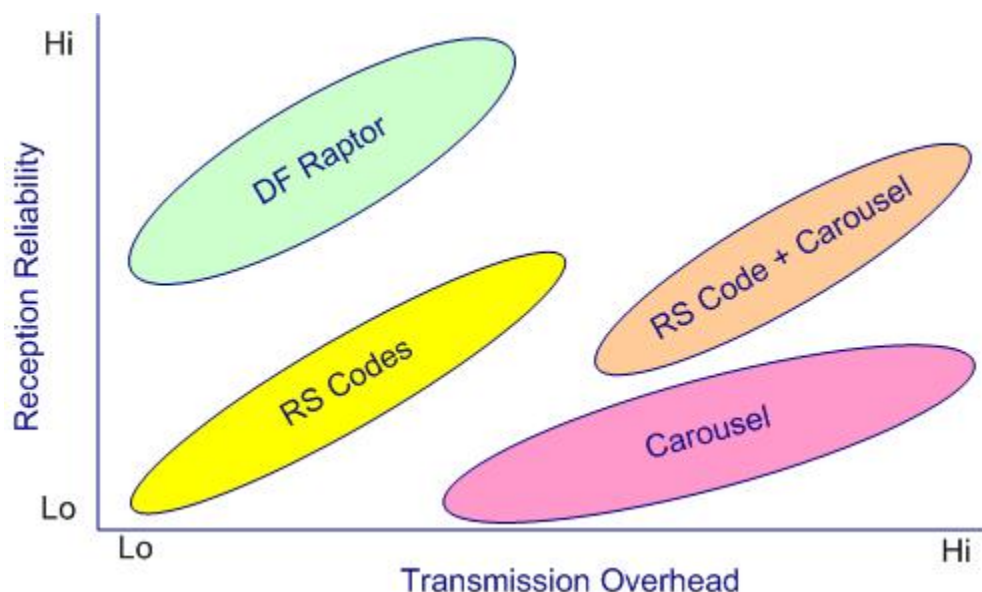 Hi
Reception Reliability
DF Raptor
RS Code + Carousel
RS Codes
Carousel
Lo
Lo
Hi
Transmission Overhead